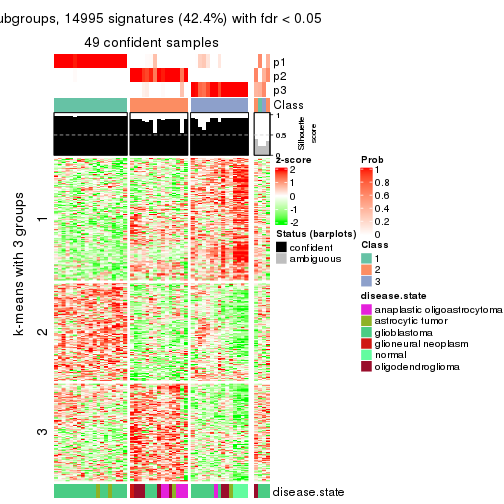 ubgroups, 14995 signatures (42.4%) with fdr < 0.05
49 confident samples
p1
p2
p3
Class
1
0.5
0
Silhouette
score
k-means with 3 groups
1
2
3
z-score
2
1
0
-1
-2
Status (barplots)
confident
ambiguous
Prob
1
0.8
0.6
0.4
0.2
0
Class
1
2
3
disease.state
anaplastic oligoastrocytoma
astrocytic tumor
glioblastoma
glioneural neoplasm
normal
oligodendroglioma
disease.state